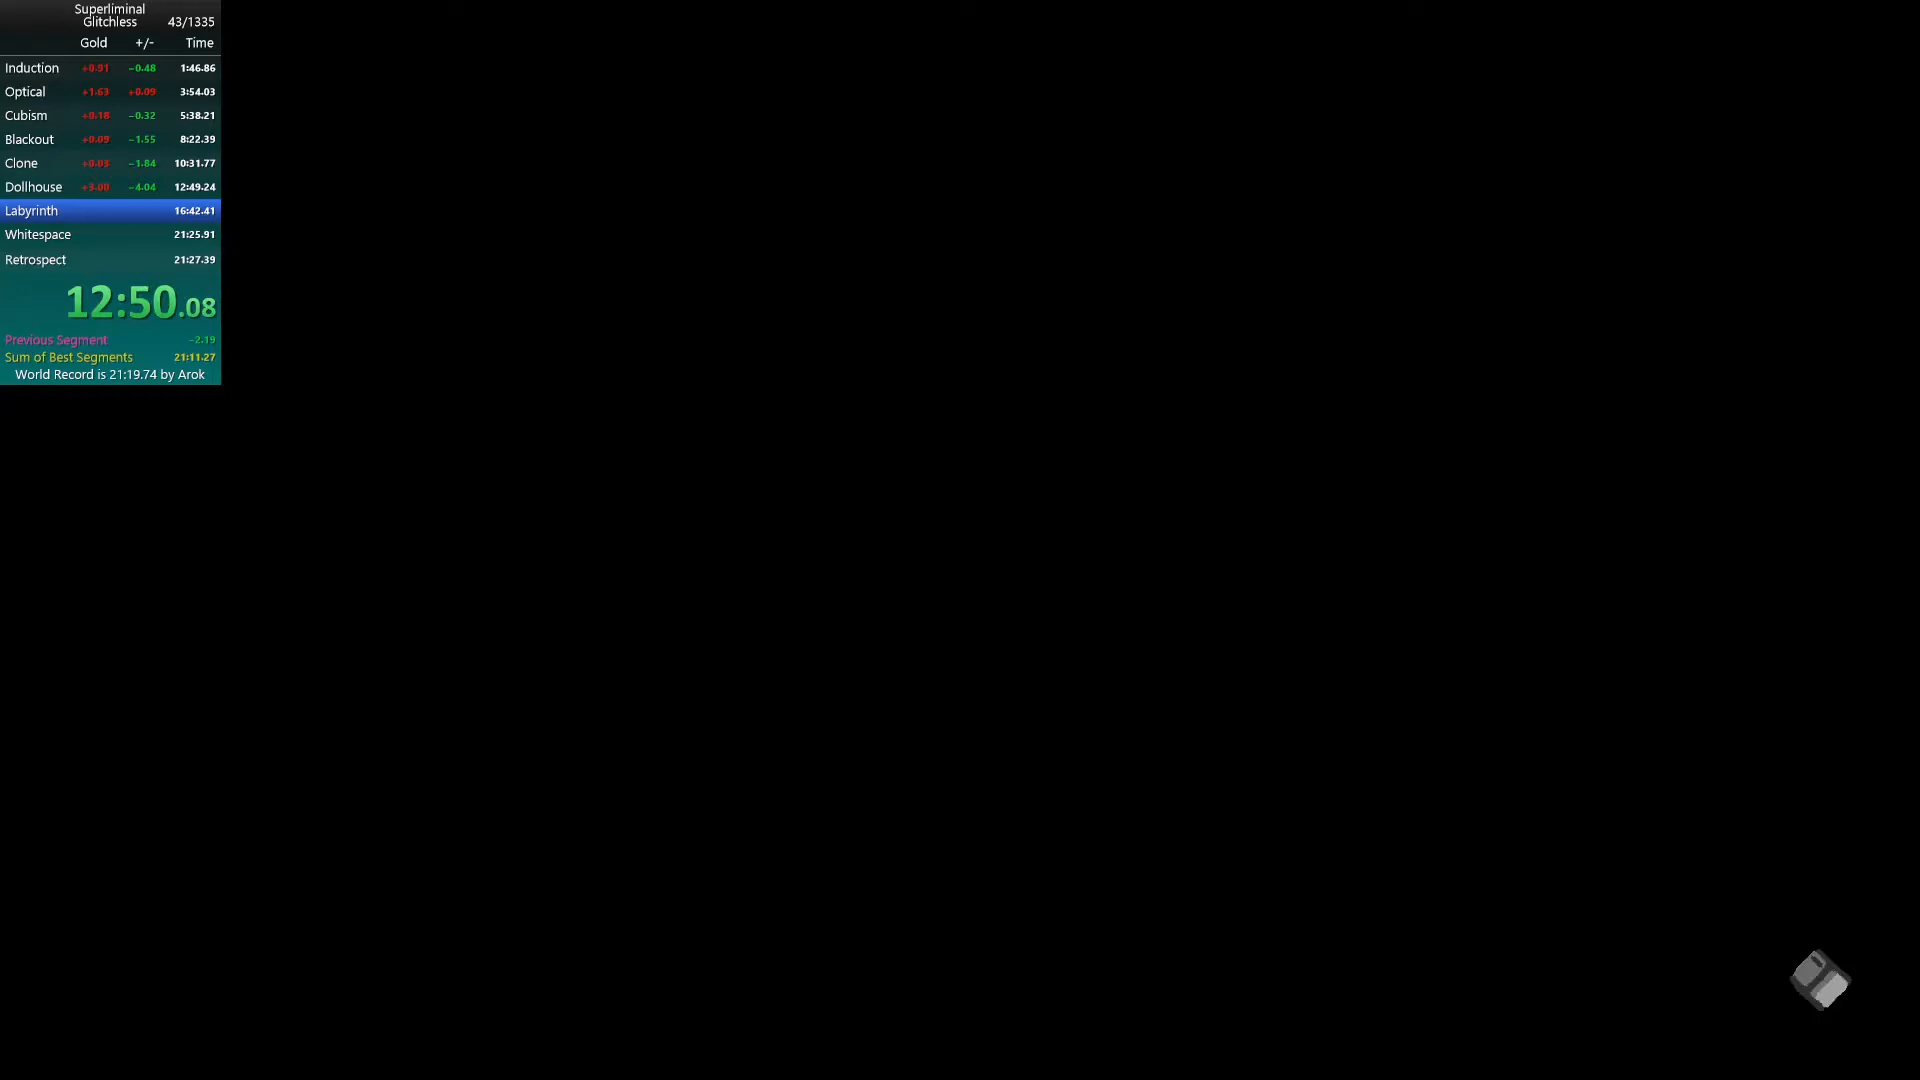 Superliminal
Glitchless 43/1335
Gold +/- Time
Induction +0.91 −0.48 1:46.86
Optical +1.63 +0.09 3:54.03
Cubism +0.18 −0.32 5:38.21
Blackout +0.09 −1.55 8:22.39
Clone +0.03 −1.84 10:31.77
Dollhouse +3.00 −4.04 12:49.24
Labyrinth 16:42.41
Whitespace 21:25.91
Retrospect 21:27.39
12:50.08
Previous Segment −2.19
Sum of Best Segments 21:11.27
World Record is 21:19.74 by Arok